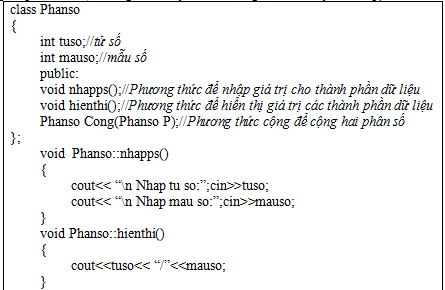 class Phanso
{
int tuso;//tử số
int mauso;//mẫu số
public:
void nhapps();//Phương thức để nhập giá trị cho thành phần dữ liệu
void hienthi();//Phương thức để hiển thị giá trị các thành phần dữ liệu
Phanso Cong(Phanso P);//Phương thức cộng để cộng hai phân số
};
void Phanso::nhapps()
{
cout<< “\n Nhap tu so:”;cin>>tuso;
cout<< “\n Nhap mau so:”;cin>>mauso;
}
void Phanso::hienthi()
{
cout<<tuso<< “/”<<mauso;
}